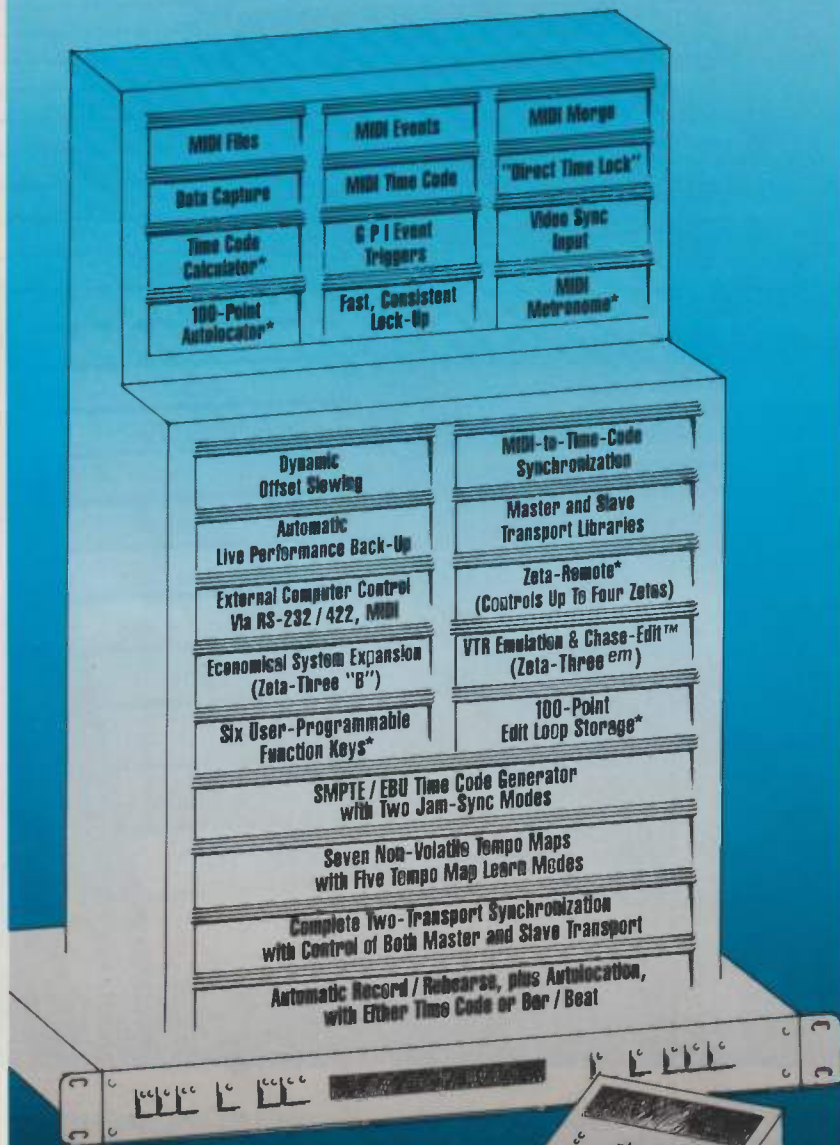 MIDI Files
MIDI Events
MIDI Merge
Data Capture
MIDI Time Code
"Direct Time Lock"
Time Code
Calculator*
G P I Event
Triggers
Video Sync
Input
100-Point
Autolocator*
Fast, Consistent
Lock-Up
MIDI
Metronome*
Dynamic
Offset Slewing
MIDI-to-Time-Code
Synchronization
Automatic
Live Performance Back-Up
Master and Slave
Transport Libraries
External Computer Control
Via RS-232 / 422, MIDI
Zeta-Remote*
(Controls Up To Four Zetas)
Economical System Expansion
(Zeta-Three "B")
VTR Emulation & Chase-Edit™
(Zeta-Three em)
Six User-Programmable
Function Keys*
100-Point
Edit Loop Storage*
SMPTE / EBU Time Code Generator
with Two Jam-Sync Modes
Seven Non-Volatile Tempo Maps
with Five Tempo Map Learn Modes
Complete Two-Transport Synchronization
with Control of Both Master and Slave Transport
Automatic Record / Rehearse, plus Autolocation,
with Either Time Code or Bar / Beat